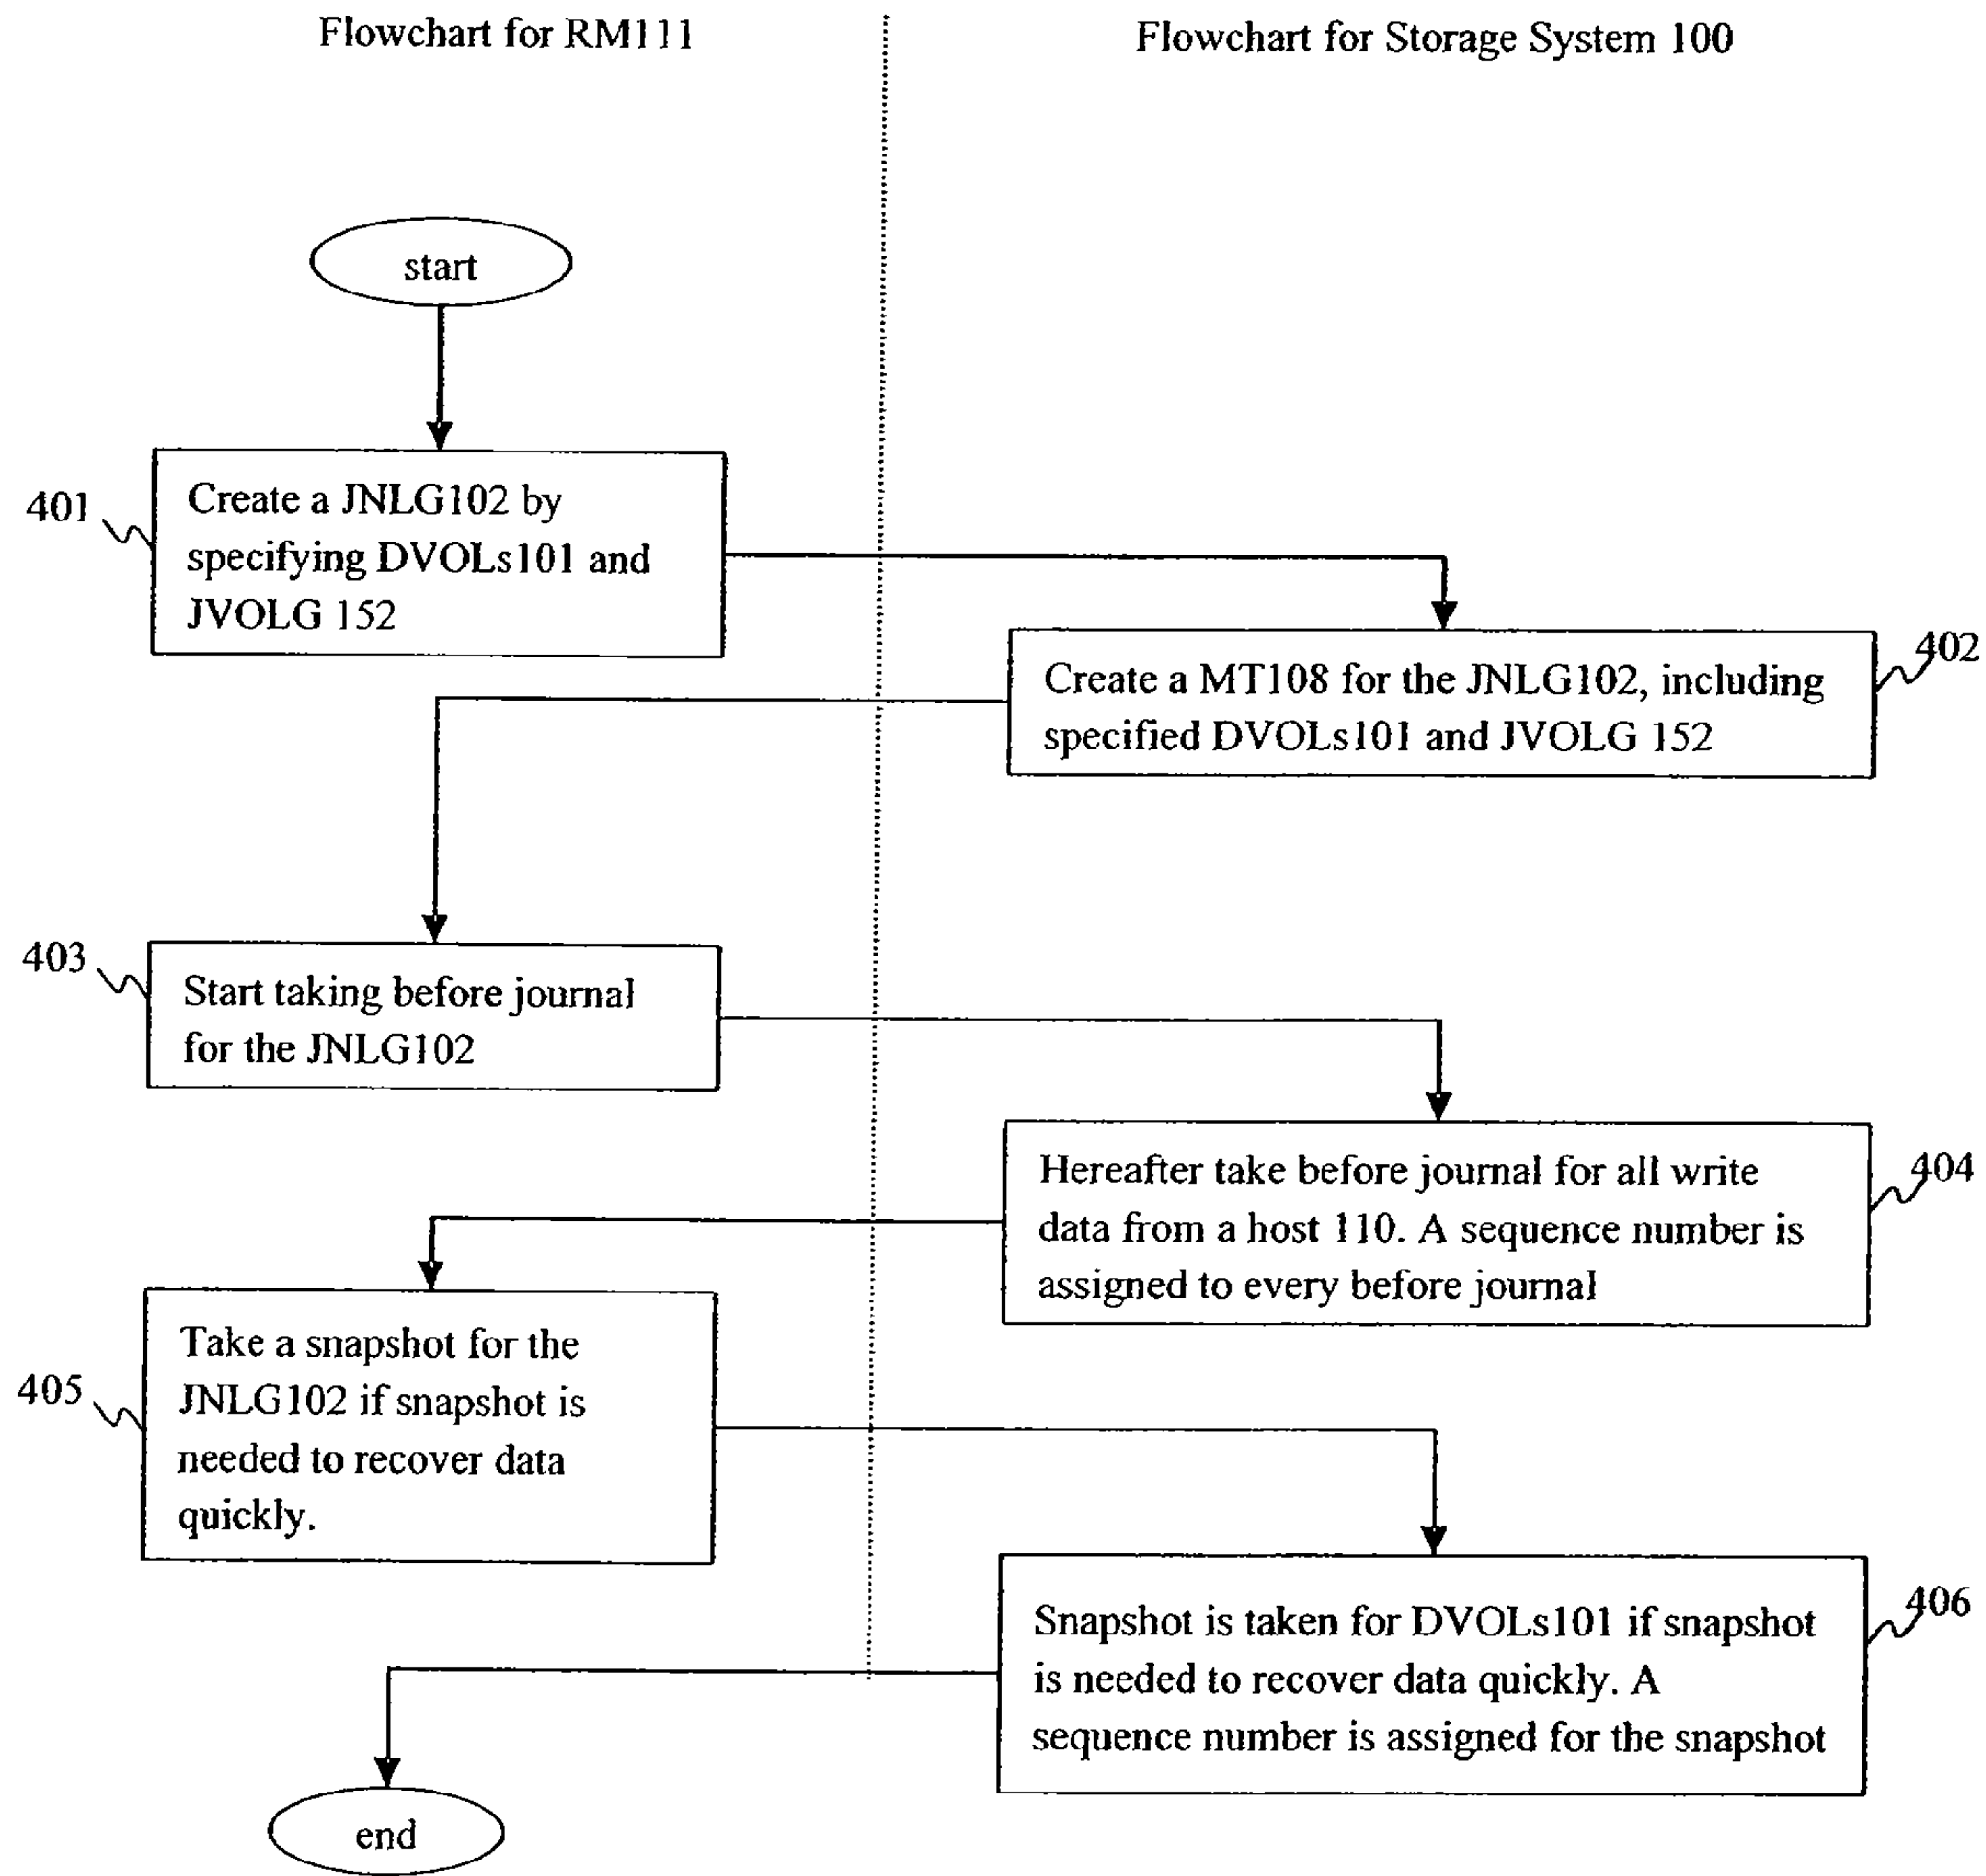 Flowchart for RM111
Flowchart for Storage System 100
start
401
Create a JNLG102 by
specifying DVOLs101 and
JVOLG 152
402
Create a MT108 for the JNLG102, including
specified DVOLs101 and JVOLG 152
403
Start taking before journal
for the JNLG102
404
Hereafter take before journal for all write
data from a host 110. A sequence number is
assigned to every before journal
405
Take a snapshot for the
JNLG102 if snapshot is
needed to recover data
quickly.
406
Snapshot is taken for DVOLs101 if snapshot
is needed to recover data quickly. A
sequence number is assigned for the snapshot
end